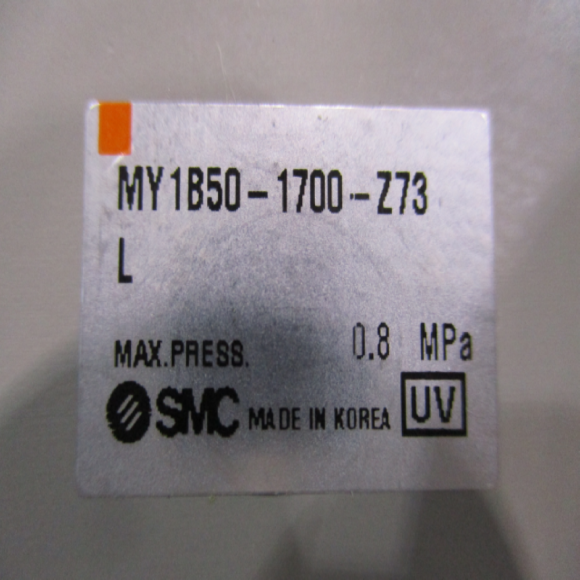 MY1B50-1700-Z73
L
MAX.PRESS. 0.8 MPa
SMC MADE IN KOREA UV